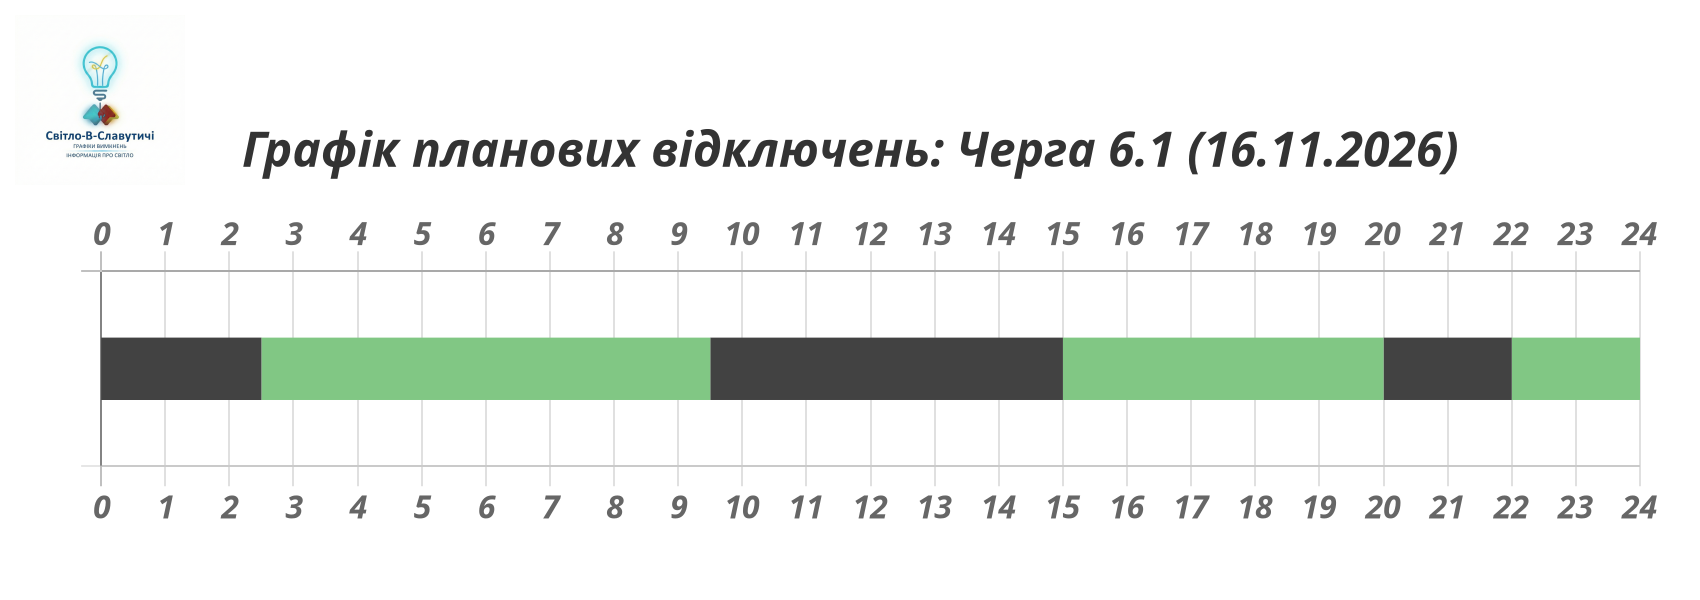 Світло-В-Славутичі
ГРАФІКИ ВИМКНЕНЬ
ІНФОРМАЦІЯ ПРО СВІТЛО
Графік планових відключень: Черга 6.1 (16.11.2026)
0 1 2 3 4 5 6 7 8 9 10 11 12 13 14 15 16 17 18 19 20 21 22 23 24
0 1 2 3 4 5 6 7 8 9 10 11 12 13 14 15 16 17 18 19 20 21 22 23 24